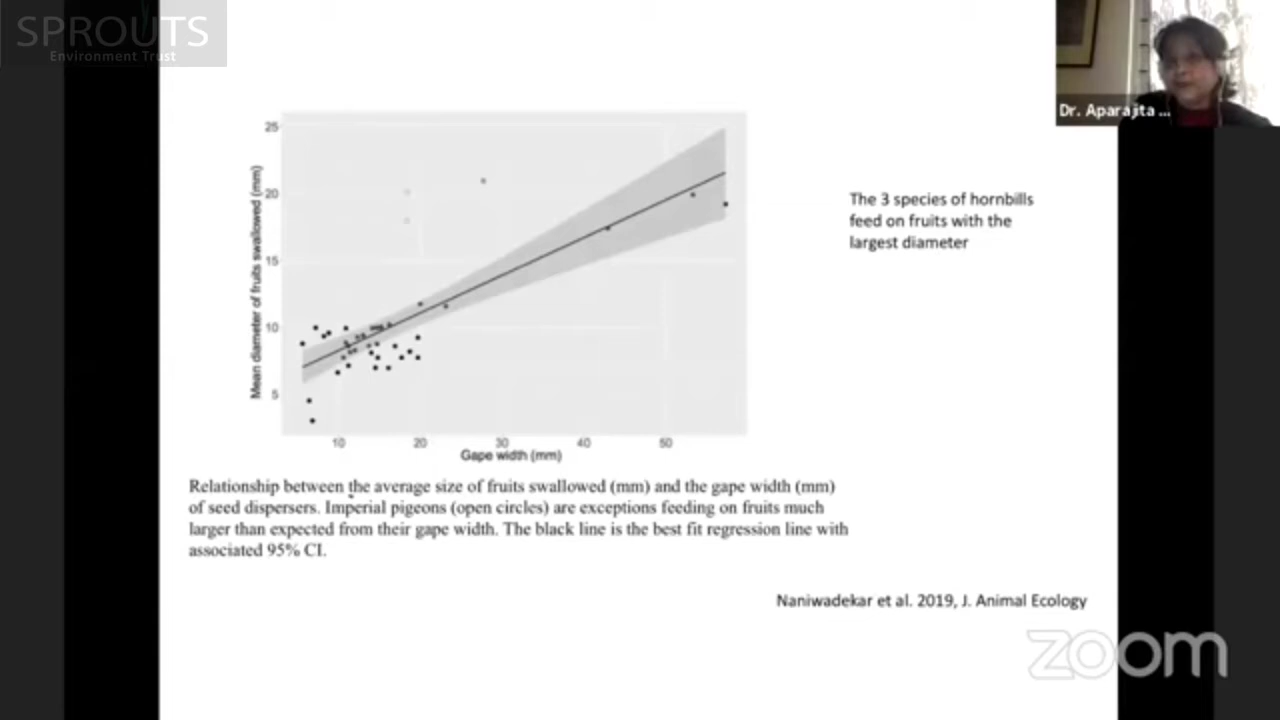 SPROUTS
Environment Trust
Dr. Aparajita ...
25
20
15
10
5
Mean diameter of fruits swallowed (mm)
10
20
30
40
50
Gape width (mm)
The 3 species of hornbills
feed on fruits with the
largest diameter
Relationship between the average size of fruits swallowed (mm) and the gape width (mm)
of seed dispersers. Imperial pigeons (open circles) are exceptions feeding on fruits much
larger than expected from their gape width. The black line is the best fit regression line with
associated 95% CI.
Naniwadekar et al. 2019, J. Animal Ecology
zoom